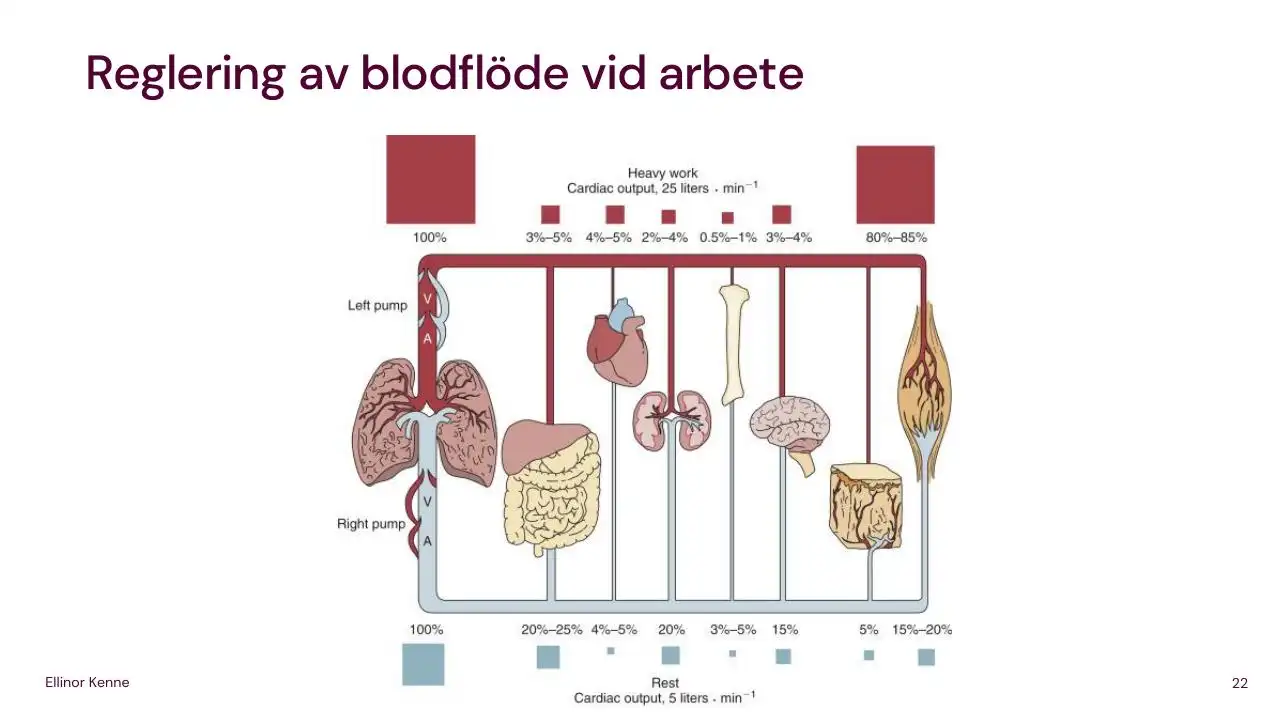 Reglering av blodflöde vid arbete
Heavy work
Cardiac output, 25 liters · min⁻¹
100%
3%–5%
4%–5%
2%–4%
0.5%–1%
3%–4%
80%–85%
Left pump
V
A
V
Right pump
A
100%
20%–25%
4%–5%
20%
3%–5%
15%
5%
15%–20%
Rest
Cardiac output, 5 liters · min⁻¹
Ellinor Kenne
22